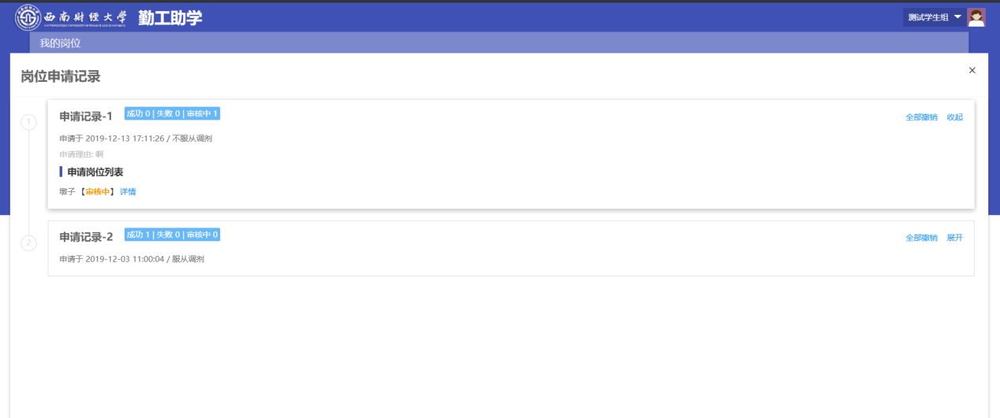 西南财经大学 勤工助学
测试学生组
我的岗位
岗位申请记录
×
1
申请记录-1 成功 0 | 失败 0 | 审核中 1
全部撤销 收起
申请于 2019-12-13 17:11:26 / 不服从调剂
申请理由: 啊
申请岗位列表
墩子 【审核中】 详情
2
申请记录-2 成功 1 | 失败 0 | 审核中 0
全部撤销 展开
申请于 2019-12-03 11:00:04 / 服从调剂